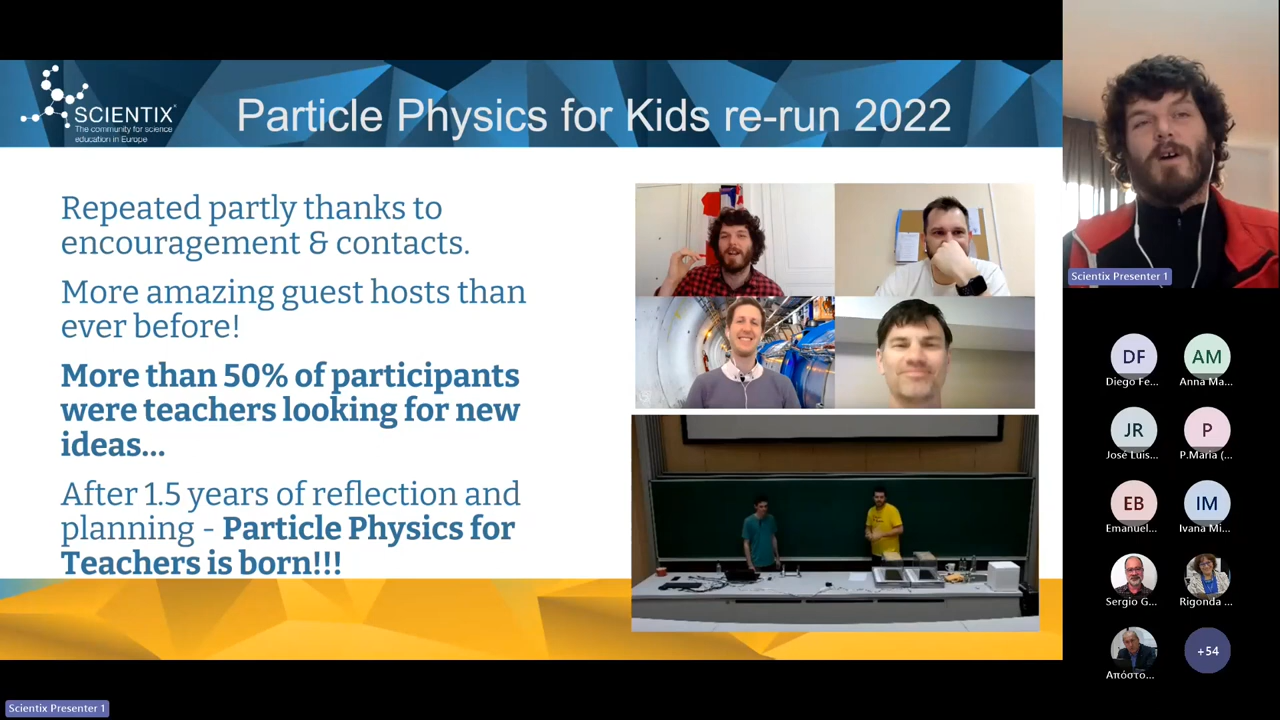 SCIENTIX
The community for science
education in Europe
Particle Physics for Kids re-run 2022
Repeated partly thanks to
encouragement & contacts.
More amazing guest hosts than
ever before!
More than 50% of participants
were teachers looking for new
ideas...
After 1.5 years of reflection and
planning - Particle Physics for
Teachers is born!!!
Scientix Presenter 1
DF
AM
Diego Fe...
Anna Ma...
JR
P
José Luis...
P.Maria (...
EB
IM
Emanuel...
Ivana Mi...
Sergio G...
Rigonda ...
Απόστο...
+54
Scientix Presenter 1